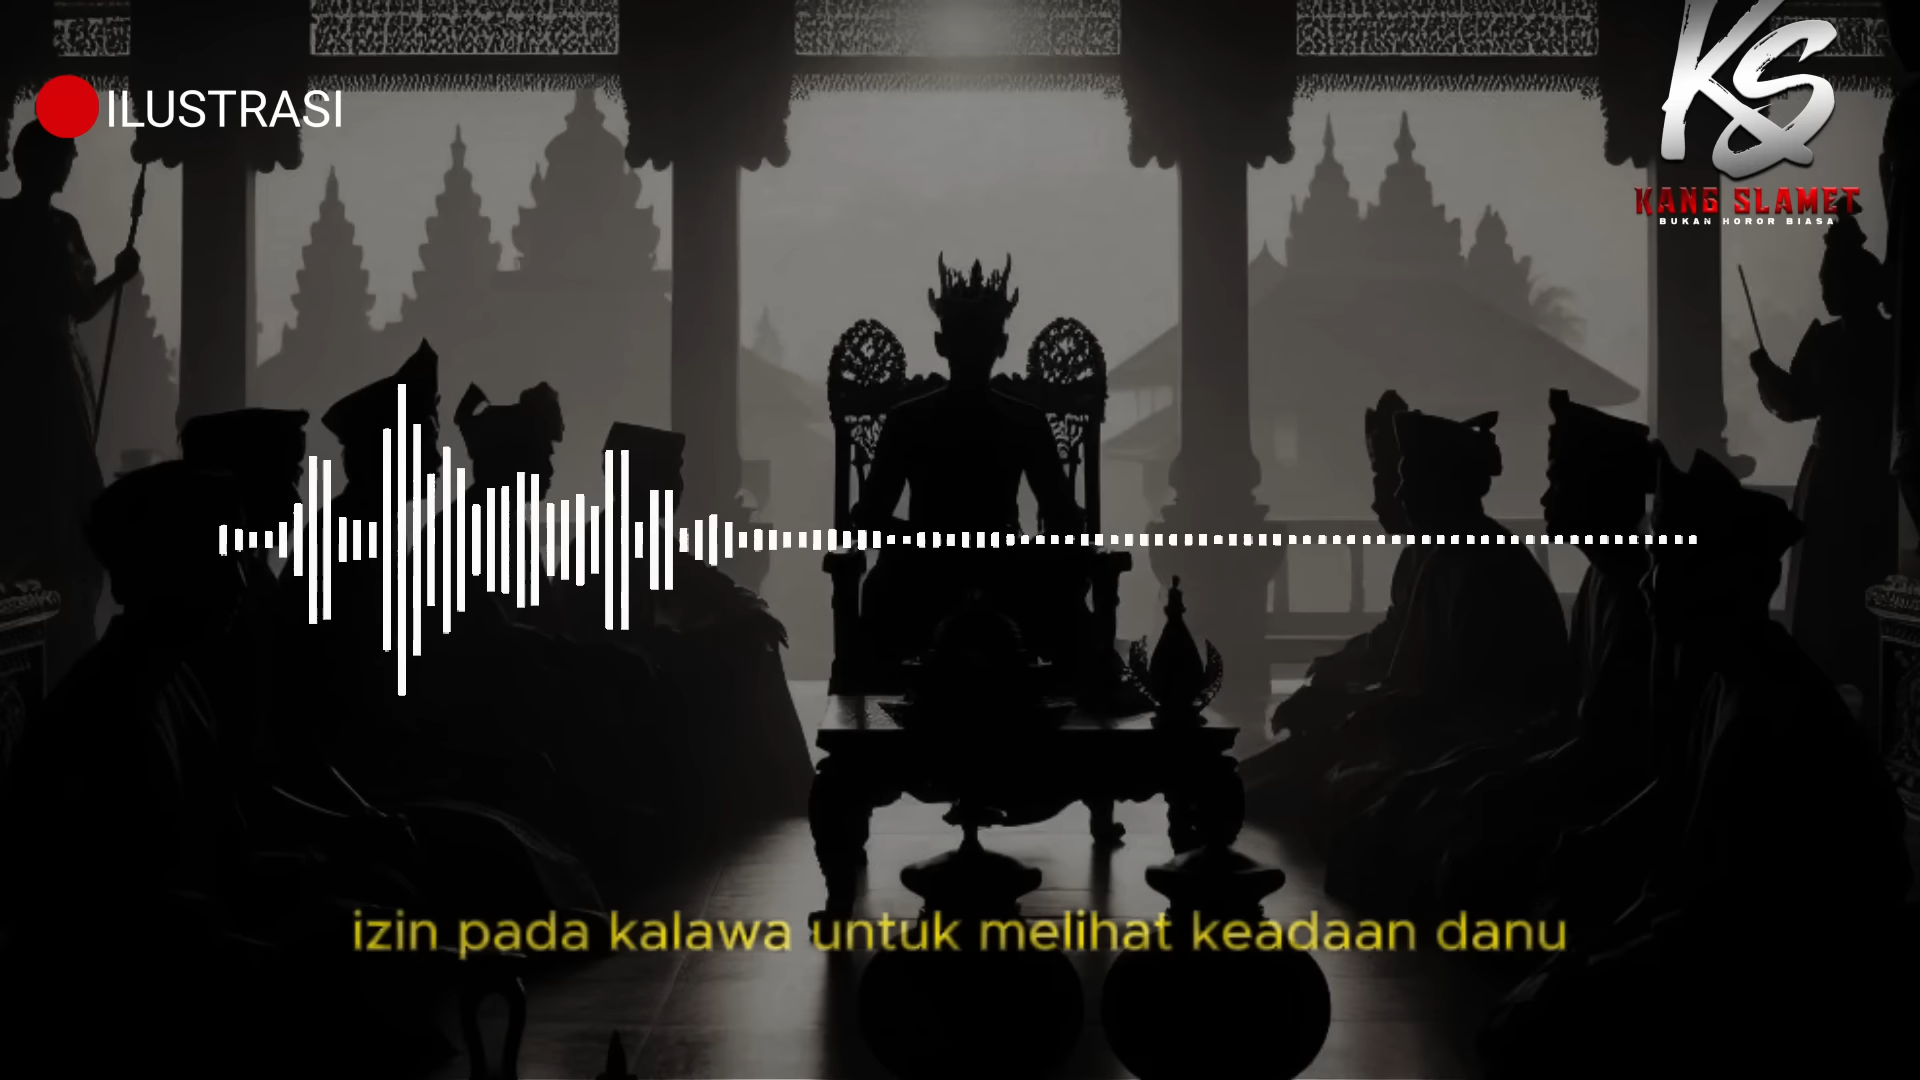 ILUSTRASI
KS
KANG SLAMET
BUKAN HOROR BIASA
izin pada kalawa untuk melihat keadaan danu